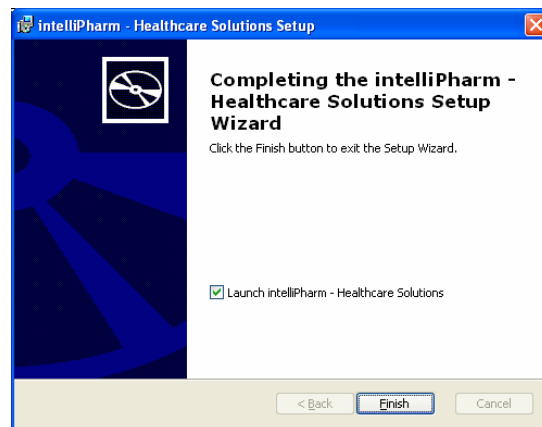 intelliPharm - Healthcare Solutions Setup
Completing the intelliPharm -
Healthcare Solutions Setup
Wizard
Click the Finish button to exit the Setup Wizard.
Launch intelliPharm - Healthcare Solutions
< Back
Finish
Cancel